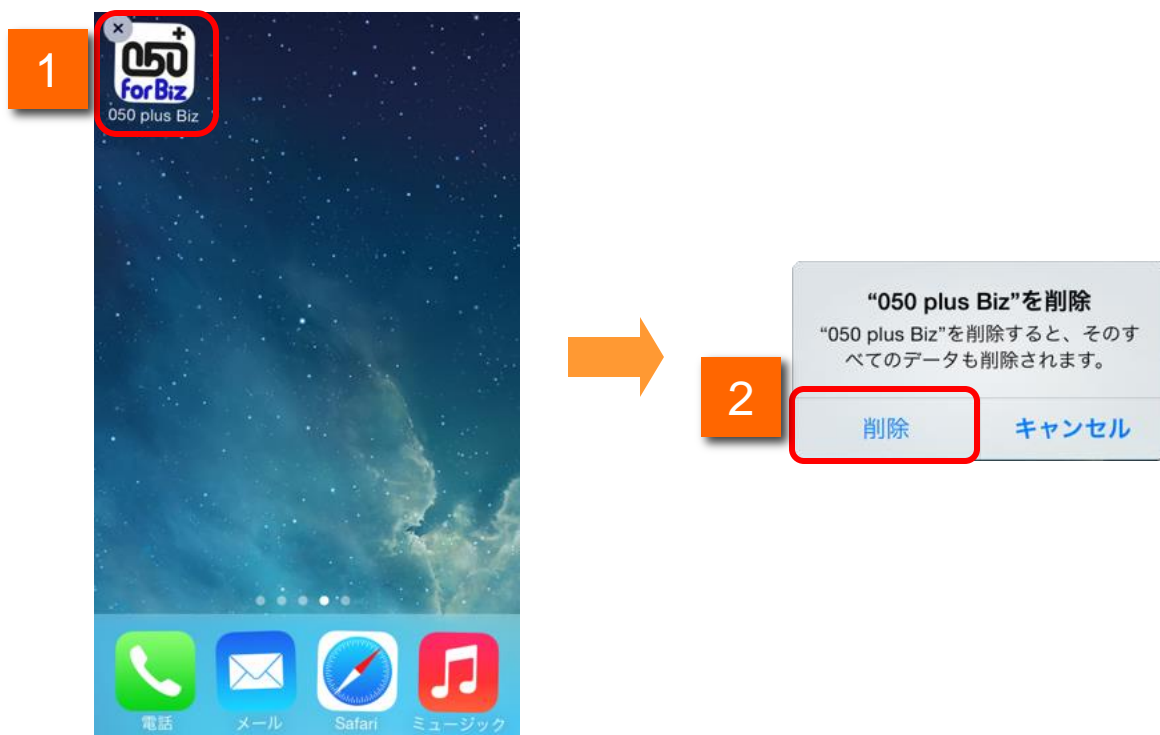 1
×
050+
for Biz
050 plus Biz
電話
メール
Safari
ミュージック
2
“050 plus Biz”を削除
“050 plus Biz”を削除すると、そのす
べてのデータも削除されます。
削除
キャンセル